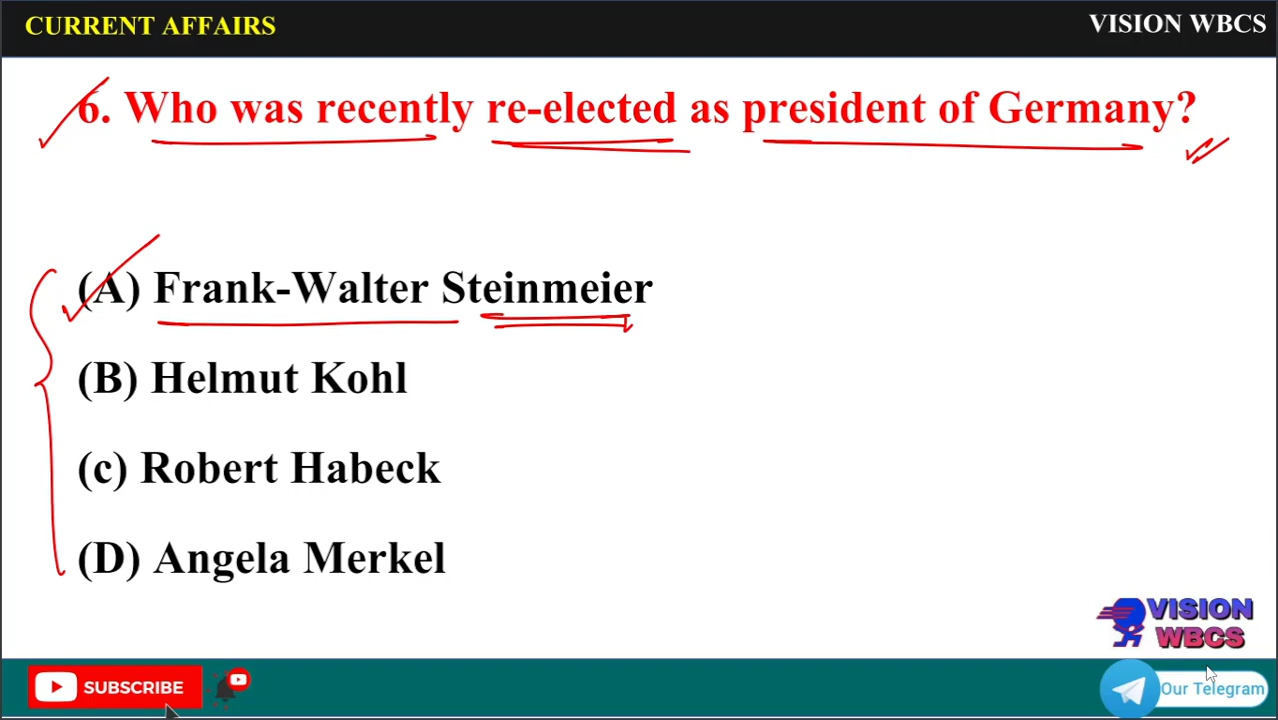 CURRENT AFFAIRS
VISION WBCS
6. Who was recently re-elected as president of Germany?
(A) Frank-Walter Steinmeier
(B) Helmut Kohl
(c) Robert Habeck
(D) Angela Merkel
VISION
WBCS
SUBSCRIBE
Our Telegram